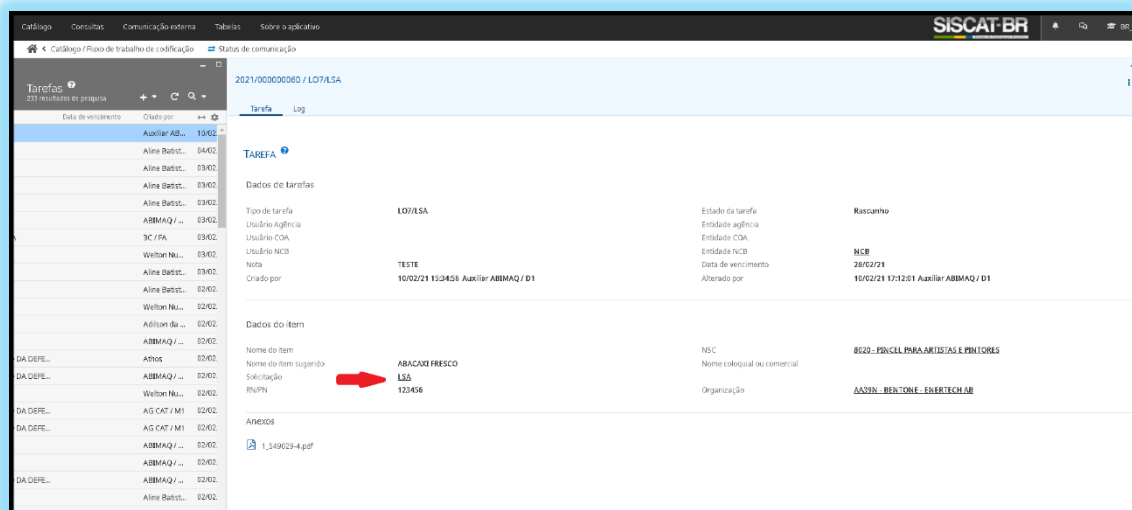 Catálogo Consultas Comunicação externa Tabelas Sobre o aplicativo SISCAT-BR
Catálogo / Fluxo de trabalho de codificação Status de comunicação
Tarefas
233 resultados de pesquisa
2021/000000060 / LO7/LSA
Tarefa Log
Data de vencimento Criado por
Auxiliar AB... 10/02.
Aline Batist... 04/02.
Aline Batist... 03/02.
Aline Batist... 03/02.
Aline Batist... 03/02.
ABIMAQ / ... 03/02.
3C / FA 03/02.
Welton Nu... 03/02.
Aline Batist... 03/02.
Aline Batist... 02/02.
Welton Nu... 02/02.
Adilson da ... 02/02.
ABIMAQ / ... 02/02.
DA DEFE... Athos 02/02.
DA DEFE... ABIMAQ / ... 02/02.
Welton Nu... 02/02.
DA DEFE... AG CAT / M1 02/02.
DA DEFE... AG CAT / M1 02/02.
ABIMAQ / ... 02/02.
ABIMAQ / ... 02/02.
DA DEFE... ABIMAQ / ... 02/02.
Aline Batist... 02/02.
TAREFA
Dados de tarefas
Tipo de tarefa LO7/LSA Estado da tarefa Rascunho
Usuário Agência Entidade agência
Usuário COA Entidade COA
Usuário NCB Entidade NCB NCB
Nota TESTE Data de vencimento 28/02/21
Criado por 10/02/21 15:34:56 Auxiliar ABIMAQ / D1 Alterado por 10/02/21 17:12:01 Auxiliar ABIMAQ / D1
Dados do item
Nome do item NSC 8020 - PINCEL PARA ARTISTAS E PINTORES
Nome do item sugerido ABACAXI FRESCO Nome coloquial ou comercial
Solicitação LSA
RN/PN 123456 Organização AA39N - BENTONE - ENERTECH AB
Anexos
1_549029-4.pdf